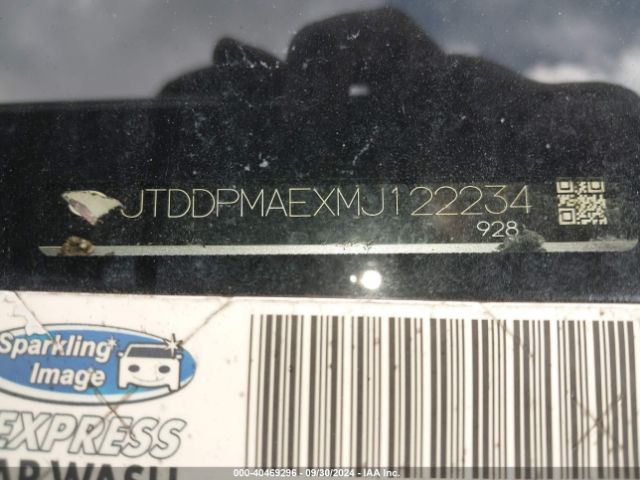 JTDDPMAEXMJ122234
928
Sparkling
Image
EXPRESS
000-40469296 - 09/30/2024 - IAA Inc.